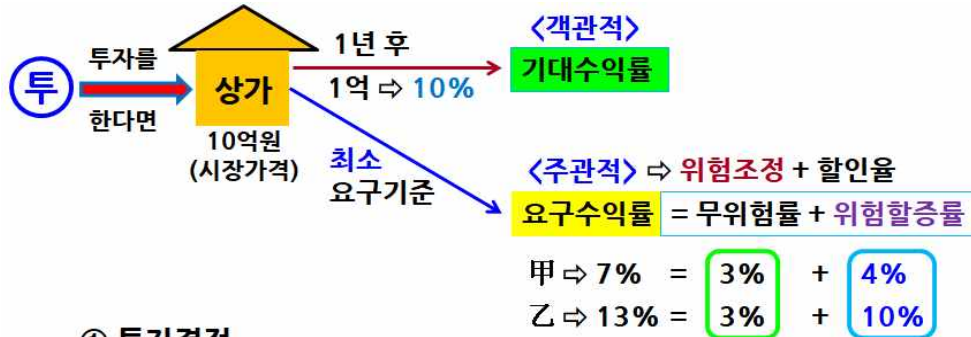 투
투자를
한다면
상가
10억원
(시장가격)
1년 후
1억 ⇨ 10%
<객관적>
기대수익률
최소
요구기준
<주관적> ⇨ 위험조정 + 할인율
요구수익률 = 무위험률 + 위험할증률
甲 ⇨ 7% = 3% + 4%
乙 ⇨ 13% = 3% + 10%